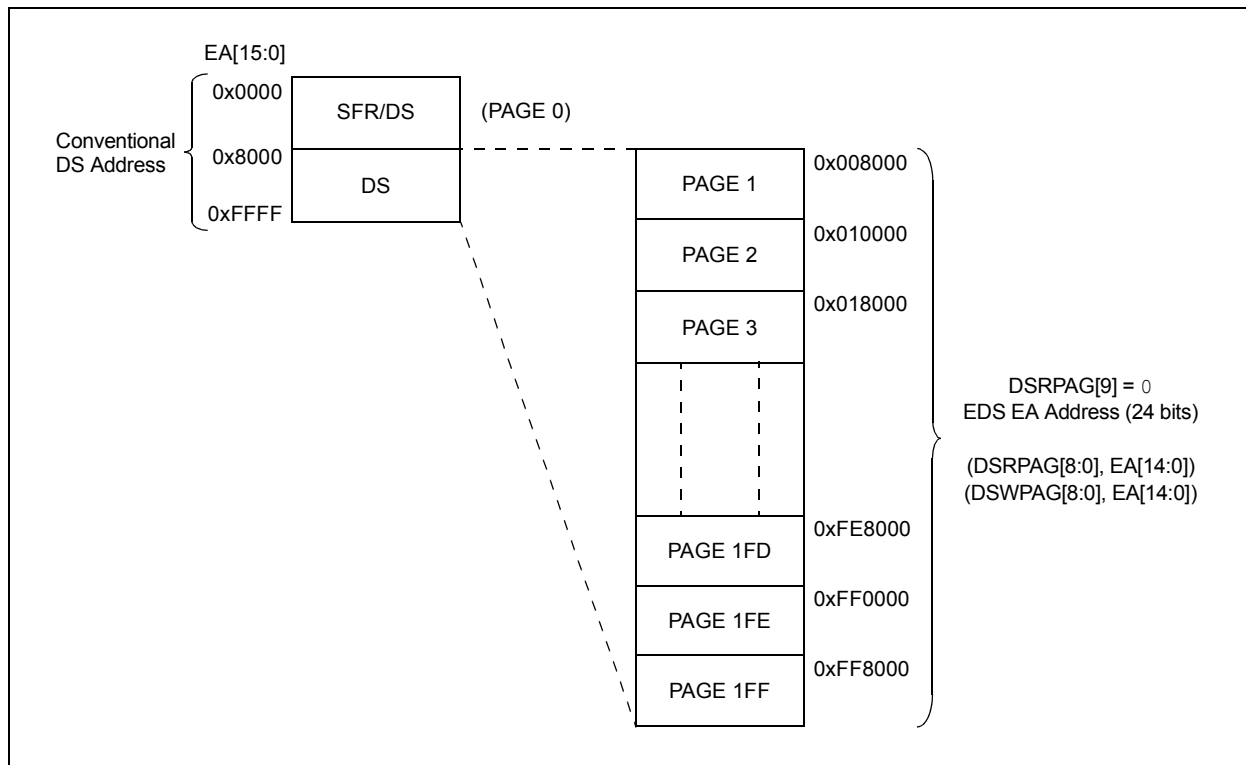 EA[15:0]
0x0000
SFR/DS
(PAGE 0)
Conventional
DS Address
0x8000
DS
0xFFFF
PAGE 1
0x008000
PAGE 2
0x010000
PAGE 3
0x018000
DSRPAG[9] = 0
EDS EA Address (24 bits)
(DSRPAG[8:0], EA[14:0])
(DSWPAG[8:0], EA[14:0])
PAGE 1FD
0xFE8000
PAGE 1FE
0xFF0000
PAGE 1FF
0xFF8000